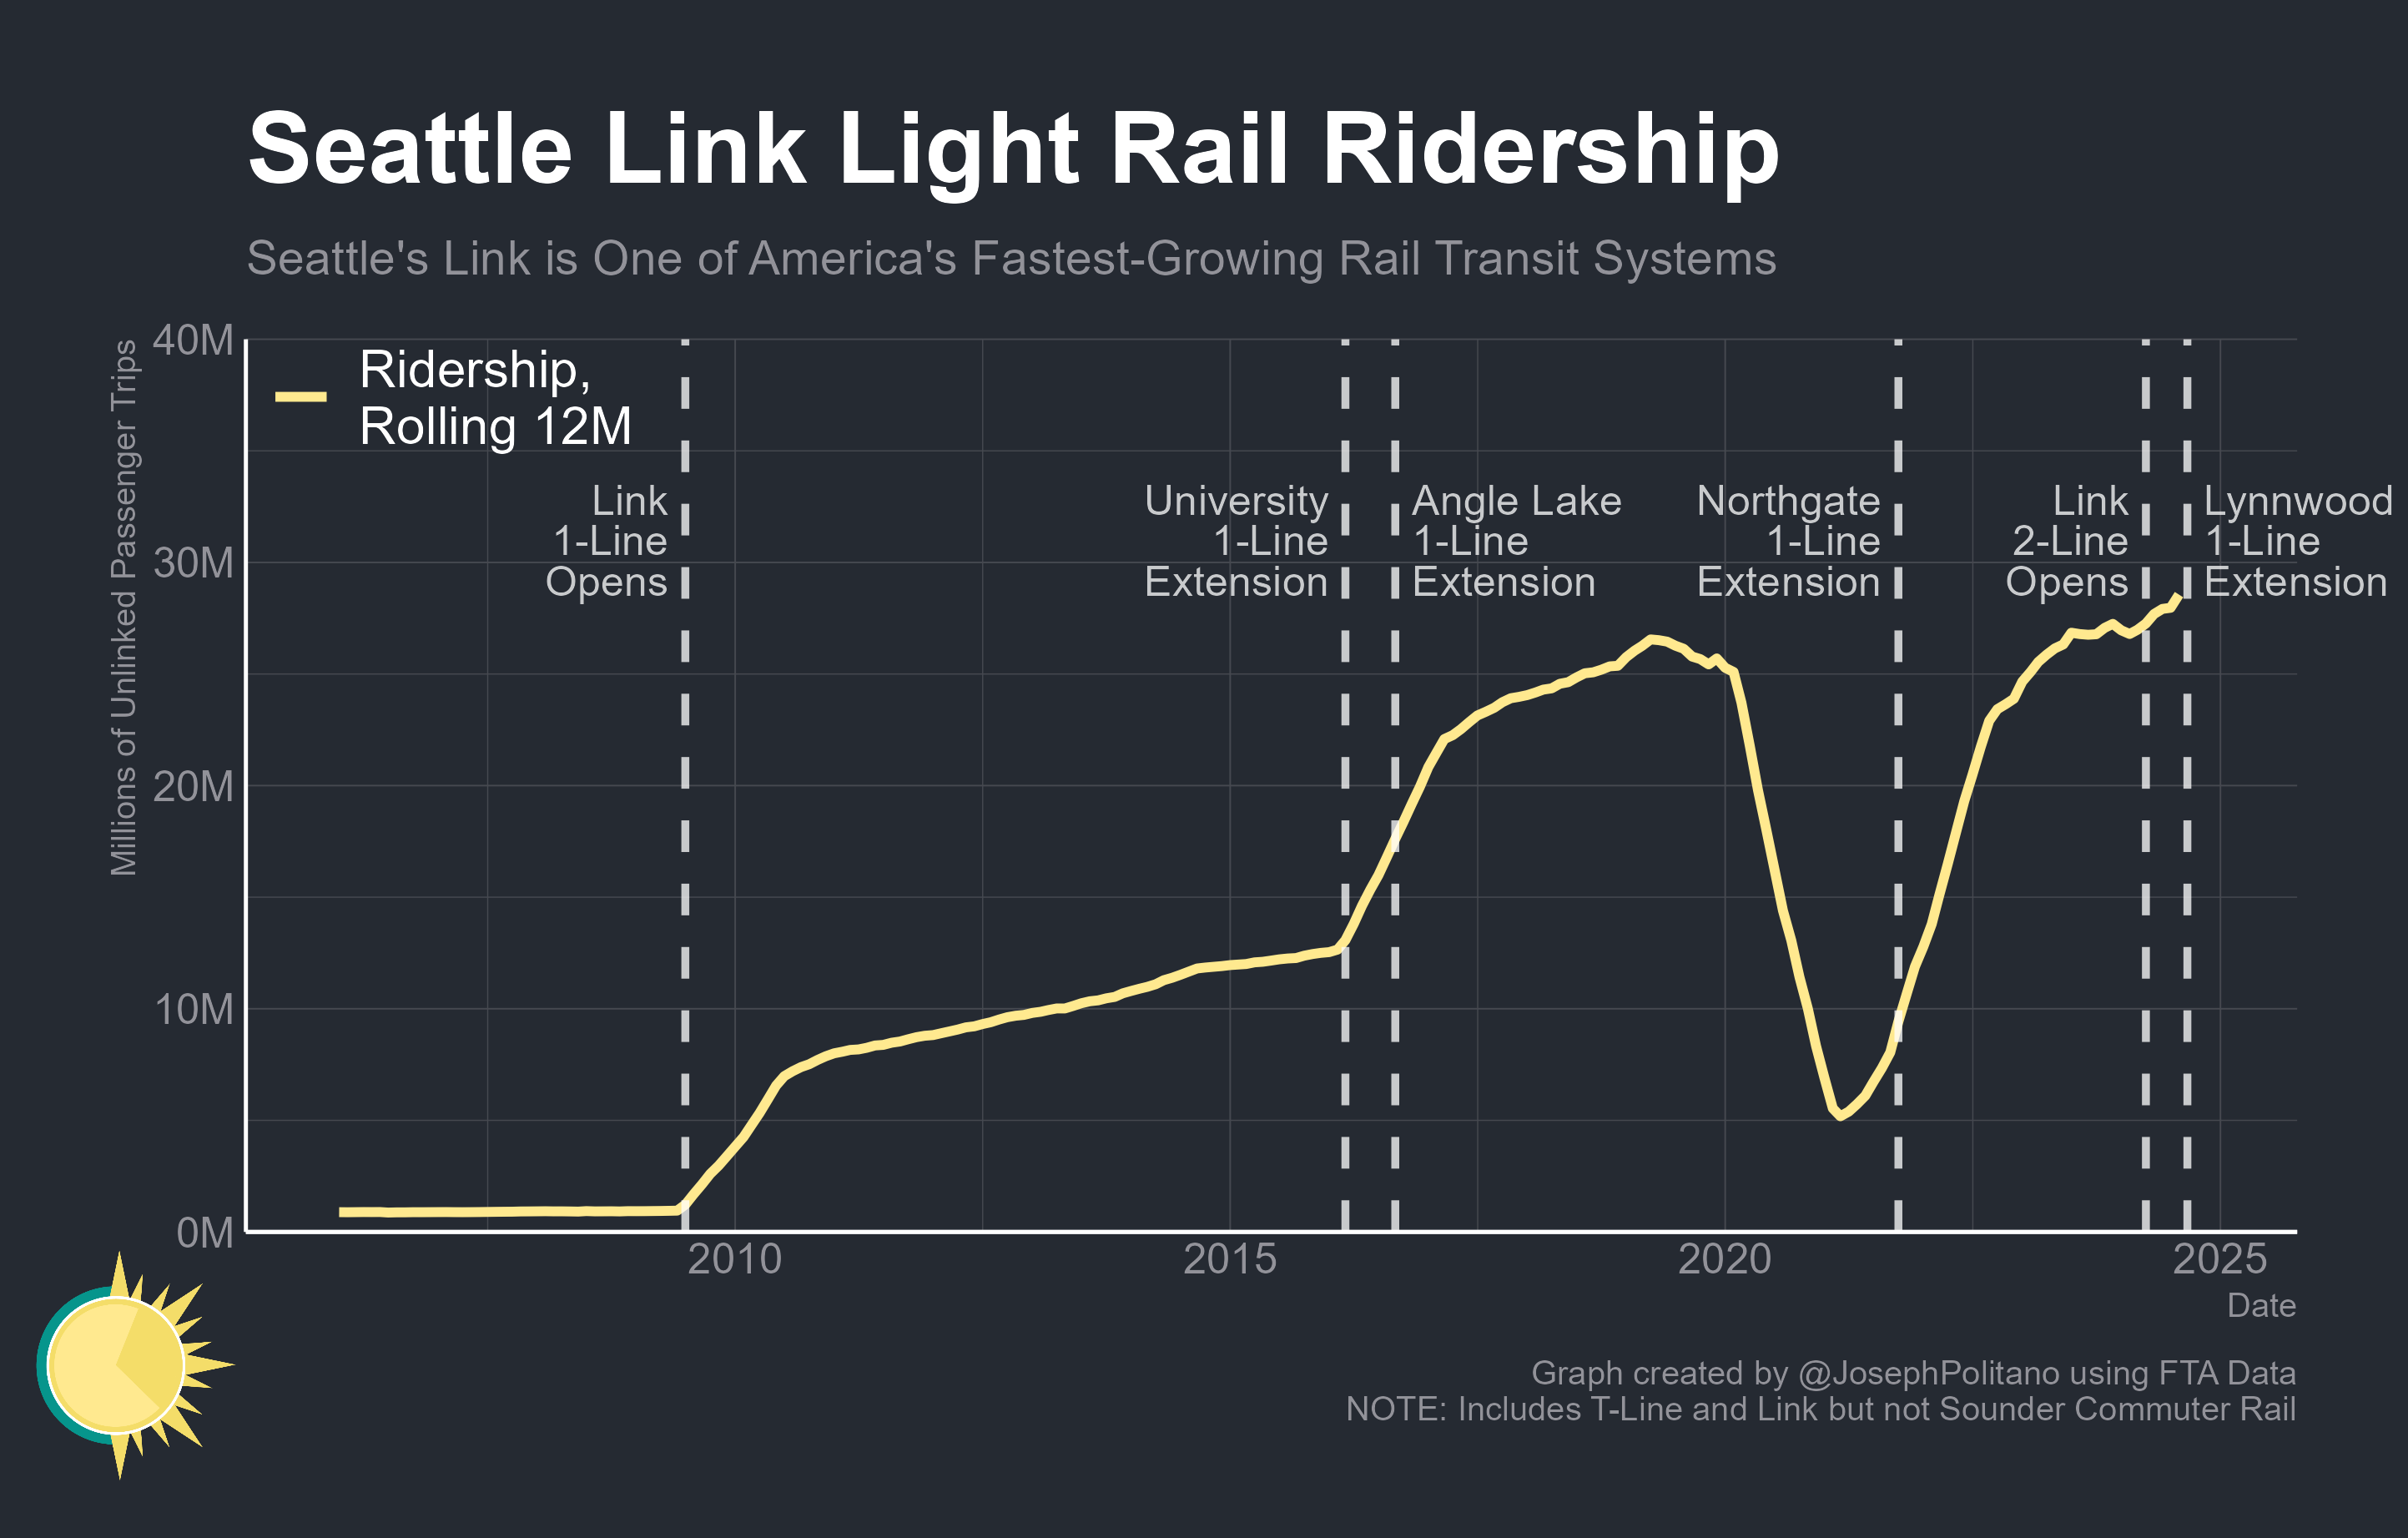 Seattle Link Light Rail Ridership
Seattle's Link is One of America's Fastest-Growing Rail Transit Systems
Millions of Unlinked Passenger Trips
40M
30M
20M
10M
0M
Ridership,
Rolling 12M
Link
1-Line
Opens
University
1-Line
Extension
Angle Lake
1-Line
Extension
Northgate
1-Line
Extension
Link
2-Line
Opens
Lynnwood
1-Line
Extension
2010
2015
2020
2025
Date
Graph created by @JosephPolitano using FTA Data
NOTE: Includes T-Line and Link but not Sounder Commuter Rail